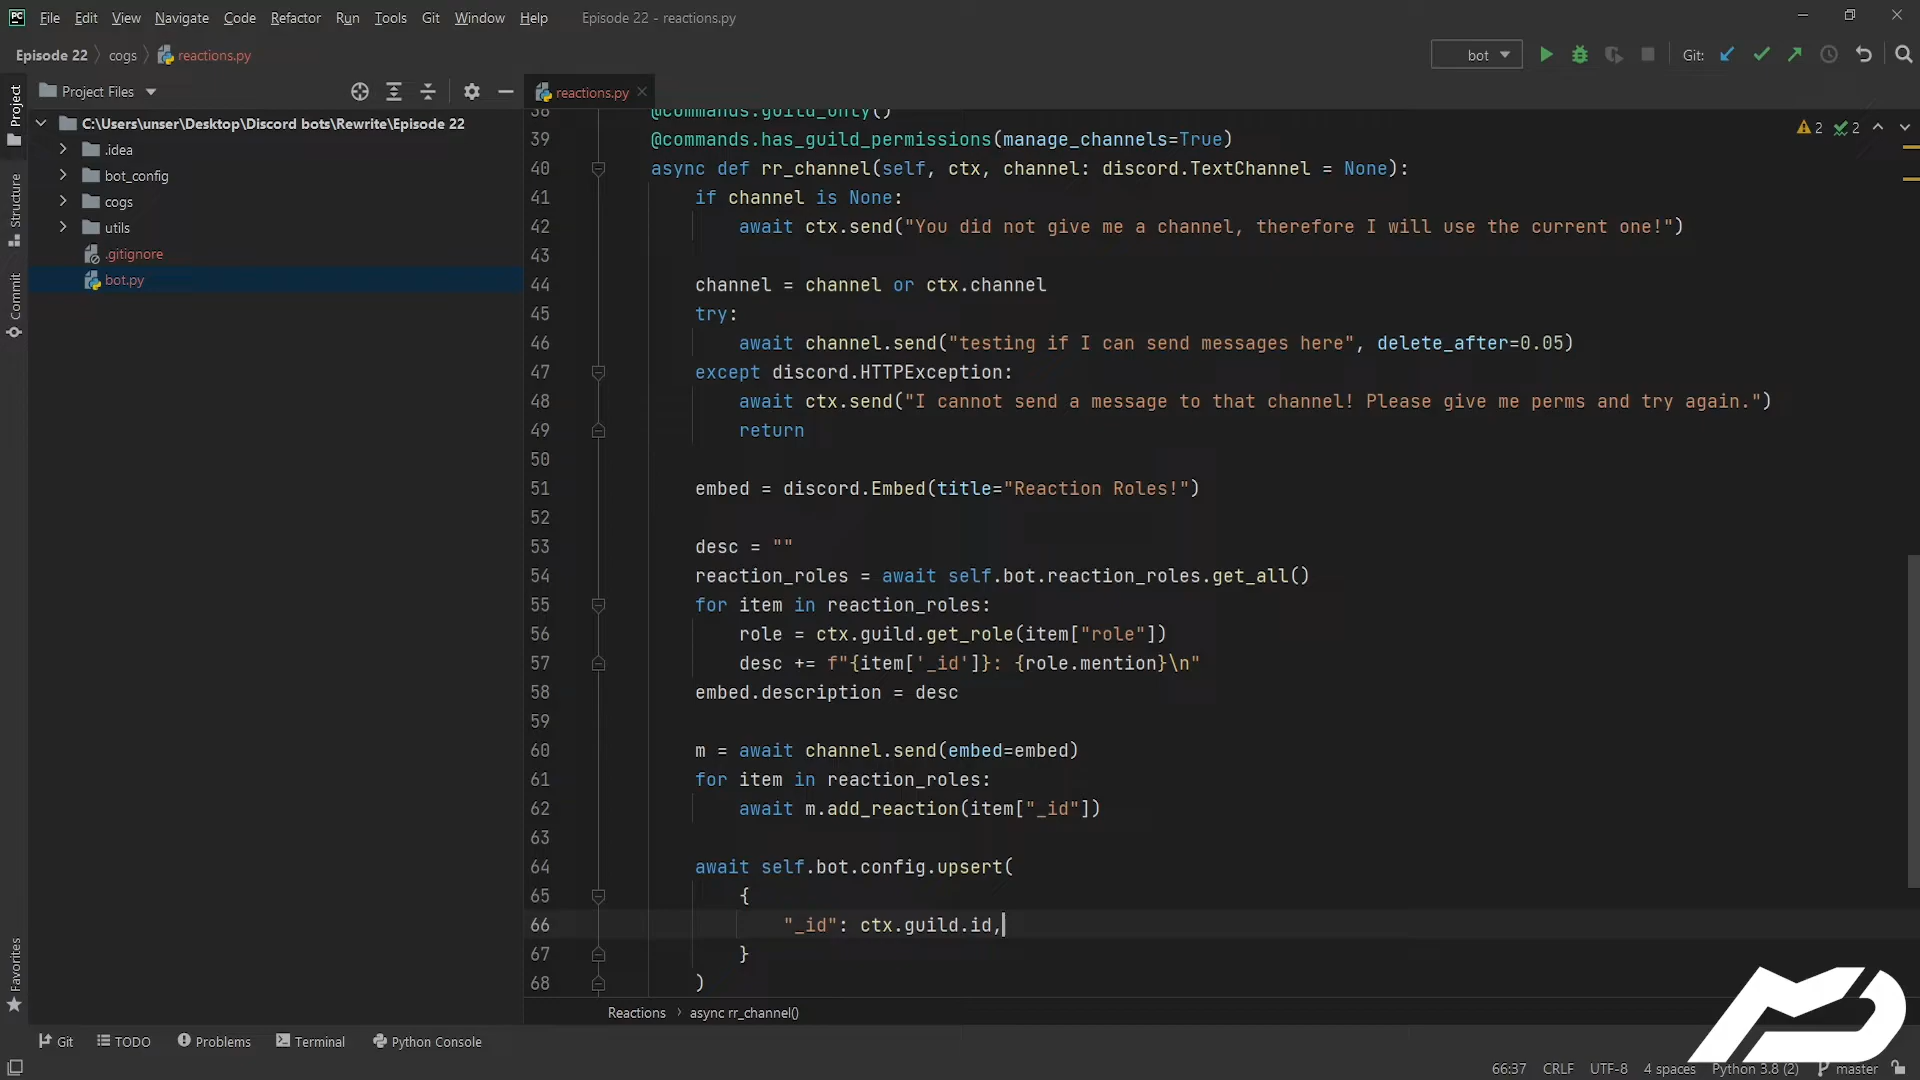 File Edit View Navigate Code Refactor Run Tools Git Window Help Episode 22 - reactions.py
Episode 22 cogs reactions.py bot Git:
Project Files reactions.py
Project
Structure
Commit
Favorites
C:\Users\unser\Desktop\Discord bots\Rewrite\Episode 22
.idea
bot_config
cogs
utils
.gitignore
bot.py
2 2
38 @commands.guild_only()
39 @commands.has_guild_permissions(manage_channels=True)
40 async def rr_channel(self, ctx, channel: discord.TextChannel = None):
41 if channel is None:
42 await ctx.send("You did not give me a channel, therefore I will use the current one!")
43
44 channel = channel or ctx.channel
45 try:
46 await channel.send("testing if I can send messages here", delete_after=0.05)
47 except discord.HTTPException:
48 await ctx.send("I cannot send a message to that channel! Please give me perms and try again.")
49 return
50
51 embed = discord.Embed(title="Reaction Roles!")
52
53 desc = ""
54 reaction_roles = await self.bot.reaction_roles.get_all()
55 for item in reaction_roles:
56 role = ctx.guild.get_role(item["role"])
57 desc += f"{item['_id']}: {role.mention}\n"
58 embed.description = desc
59
60 m = await channel.send(embed=embed)
61 for item in reaction_roles:
62 await m.add_reaction(item["_id"])
63
64 await self.bot.config.upsert(
65 {
66 "_id": ctx.guild.id,
67 }
68 )
Reactions async rr_channel()
Git TODO Problems Terminal Python Console
66:37 CRLF UTF-8 4 spaces Python 3.8 (2) master